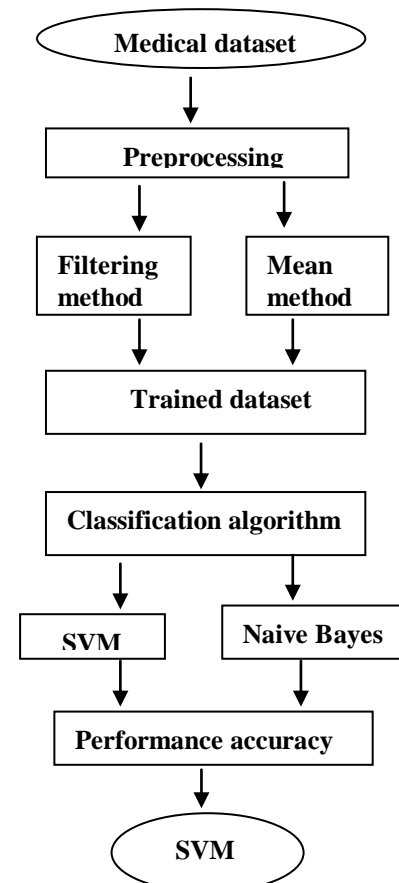 Medical dataset
Preprocessing
Filtering
method
Mean
method
Trained dataset
Classification algorithm
SVM
Naive Bayes
Performance accuracy
SVM